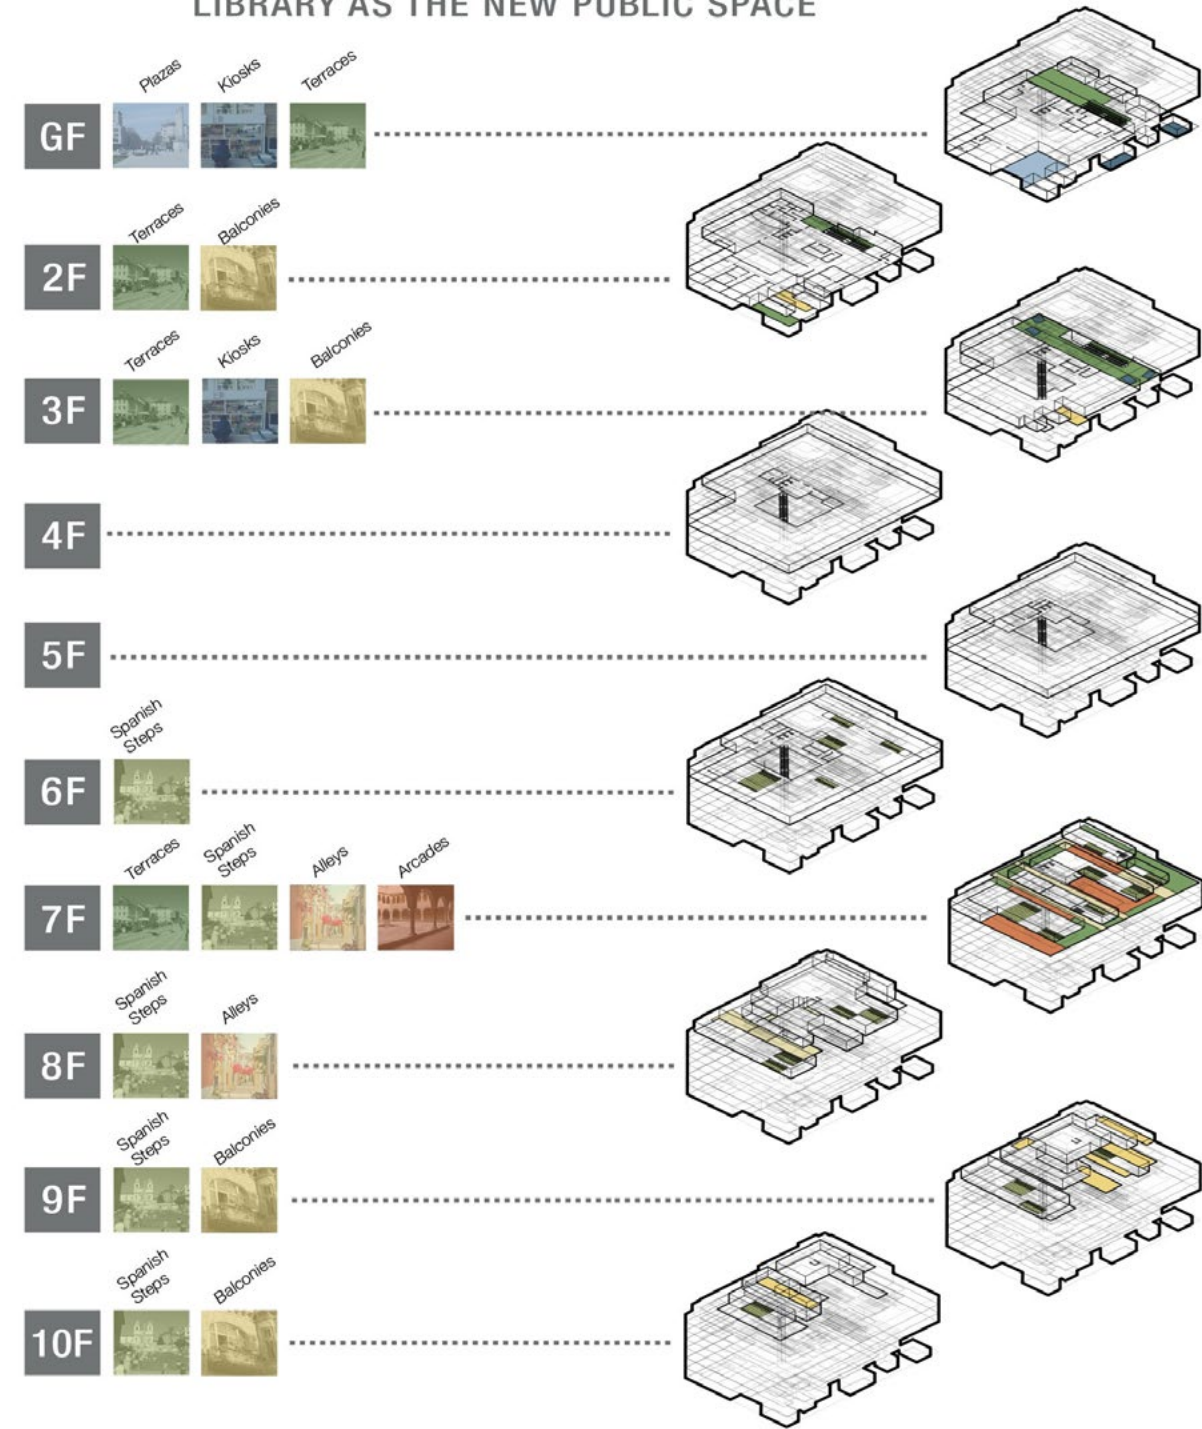 LIBRARY AS THE NEW PUBLIC SPACE
Plazas
Kiosks
Terraces
GF
Terraces
Balconies
2F
Terraces
Kiosks
Balconies
3F
4F
5F
Spanish
Steps
6F
Terraces
Spanish
Steps
Alleys
Arcades
7F
Spanish
Steps
Alleys
8F
Spanish
Steps
Balconies
9F
Spanish
Steps
Balconies
10F